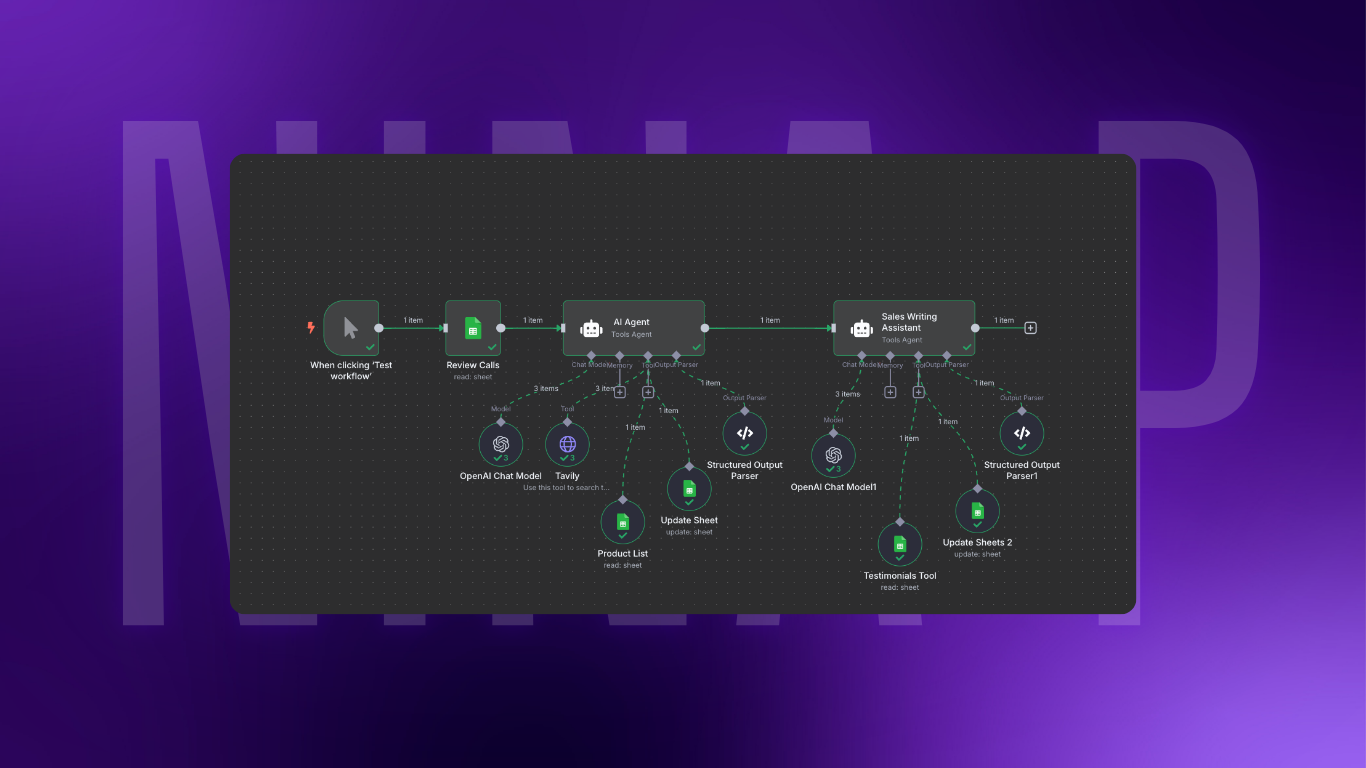 1 item
1 item
1 item
1 item
AI Agent
Tools Agent
Sales Writing
Assistant
Tools Agent
When clicking ‘Test
workflow’
Review Calls
read: sheet
Chat Model
Memory
Tool
Output Parser
Chat Model
Memory
Tool
Output Parser
3 items
3 item
1 item
1 item
1 item
3 items
1 item
1 item
1 item
Model
Tool
Output Parser
Model
Output Parser
3
OpenAI Chat Model
3
Tavily
Use this tool to search t...
Structured Output
Parser
Product List
read: sheet
Update Sheet
update: sheet
3
OpenAI Chat Model1
Structured Output
Parser1
Testimonials Tool
read: sheet
Update Sheets 2
update: sheet